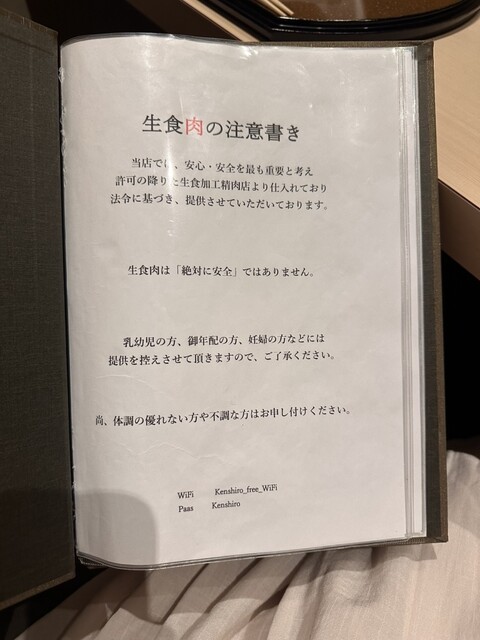 生食肉の注意書き
当店では、安心・安全を最も重要と考え
許可の降りた生食加工精肉店より仕入れており
法令に基づき、提供させていただいております。
生食肉は「絶対に安全」ではありません。
乳幼児の方、御年配の方、妊婦の方などには
提供を控えさせて頂きますので、ご了承ください。
尚、体調の優れない方や不調な方はお申し付けください。
WiFi Kenshiro_free_WiFi
Paas Kenshiro